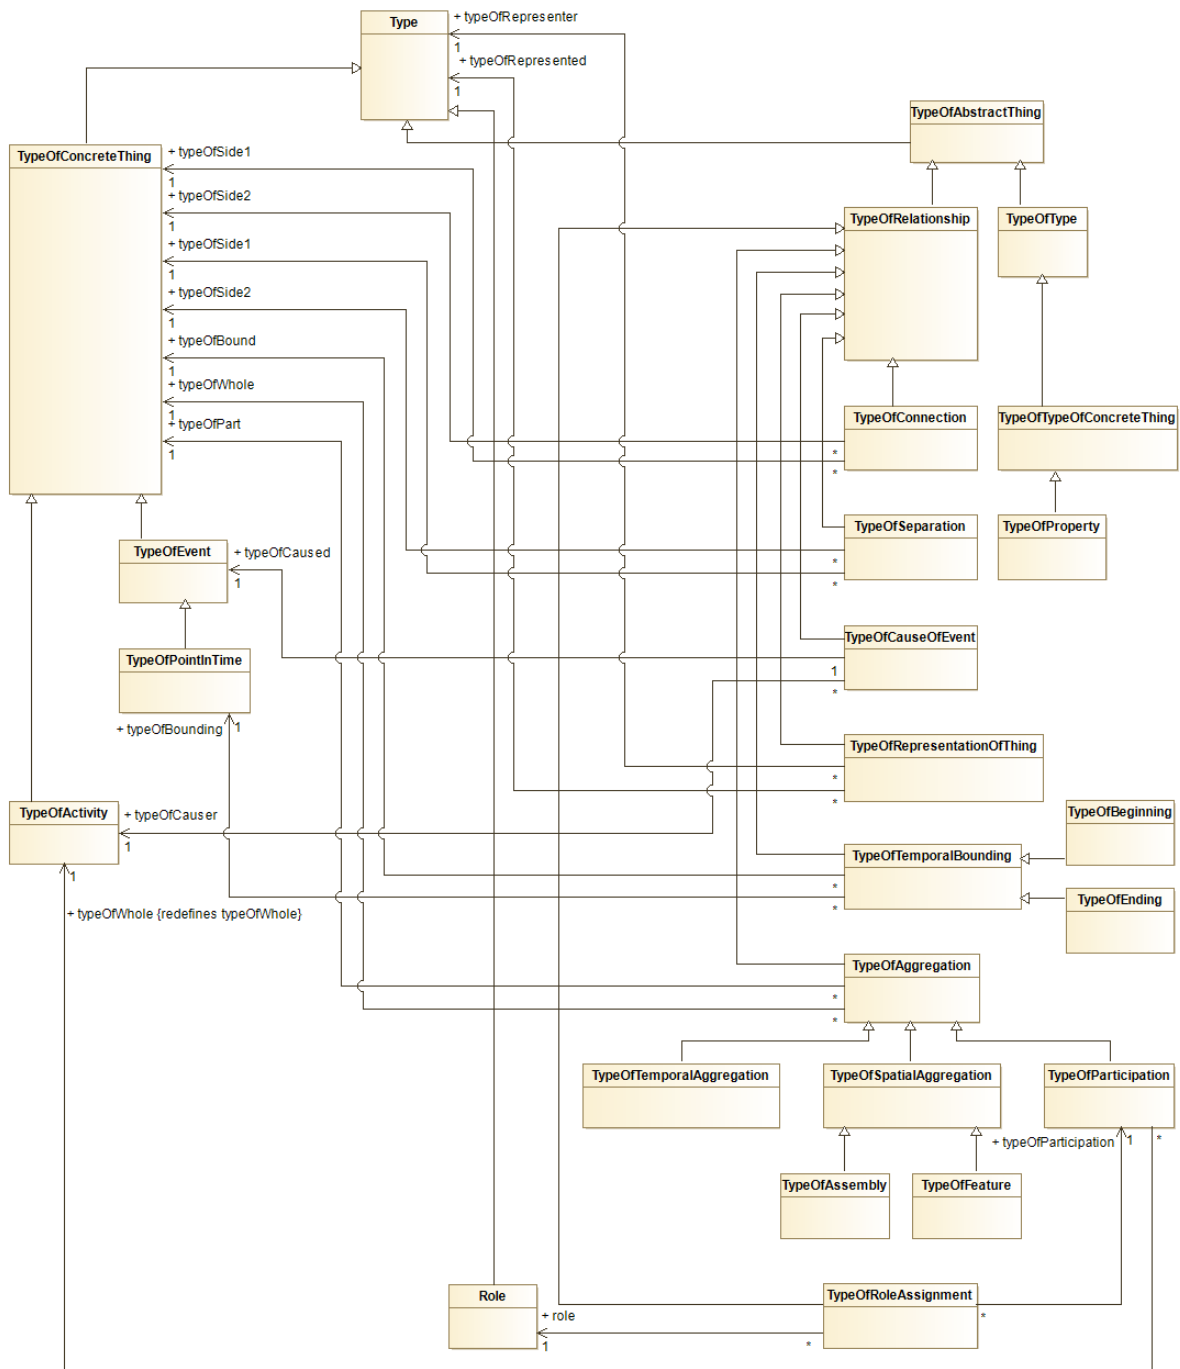 Type
+ typeOfRepresenter
1
+ typeOfRepresented
1
TypeOfAbstractThing
TypeOfConcreteThing
+ typeOfSide1
1
+ typeOfSide2
1
+ typeOfSide1
1
+ typeOfSide2
1
+ typeOfBound
1
+ typeOfWhole
1
+ typeOfPart
1
TypeOfRelationship
TypeOfType
TypeOfConnection
*
*
TypeOfTypeOfConcreteThing
TypeOfSeparation
*
*
TypeOfProperty
TypeOfEvent
+ typeOfCaused
1
TypeOfPointInTime
+ typeOfBounding
1
TypeOfCauseOfEvent
1
*
TypeOfRepresentationOfThing
*
*
TypeOfActivity
+ typeOfCauser
1
1
+ typeOfWhole {redefines typeOfWhole}
TypeOfBeginning
TypeOfTemporalBounding
*
*
TypeOfEnding
TypeOfAggregation
*
*
TypeOfTemporalAggregation
TypeOfSpatialAggregation
TypeOfParticipation
+ typeOfParticipation
1
*
TypeOfAssembly
TypeOfFeature
Role
+ role
1
TypeOfRoleAssignment
*
*